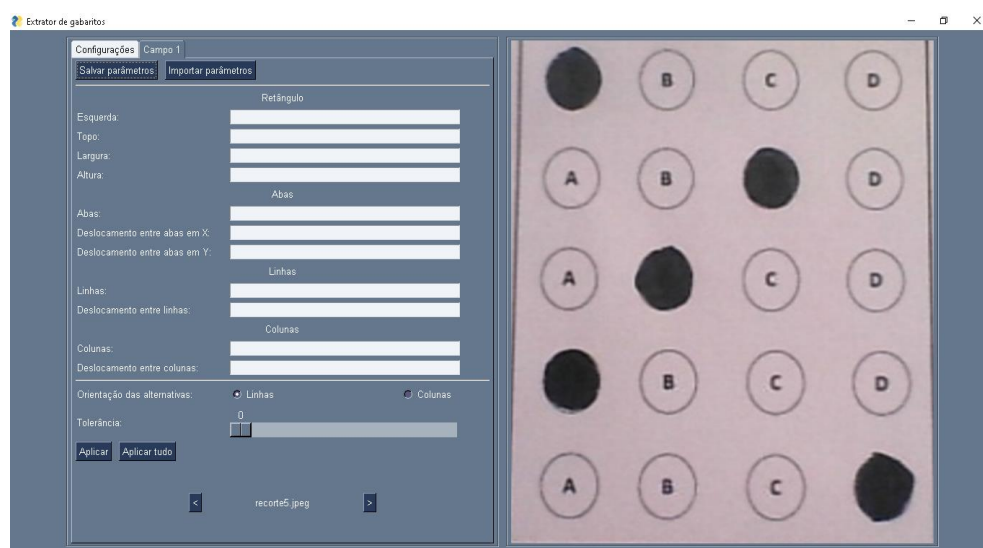 Extrator de gabaritos
Configurações Campo 1
Salvar parâmetros Importar parâmetros
Retângulo
Esquerda:
Topo:
Largura:
Altura:
Abas
Abas:
Deslocamento entre abas em X:
Deslocamento entre abas em Y:
Linhas
Linhas:
Deslocamento entre linhas:
Colunas
Colunas:
Deslocamento entre colunas:
Orientação das alternativas: Linhas Colunas
0
Tolerância:
Aplicar Aplicar tudo
< recorte5.jpeg >
B C D
A B D
A C D
B C D
A B C